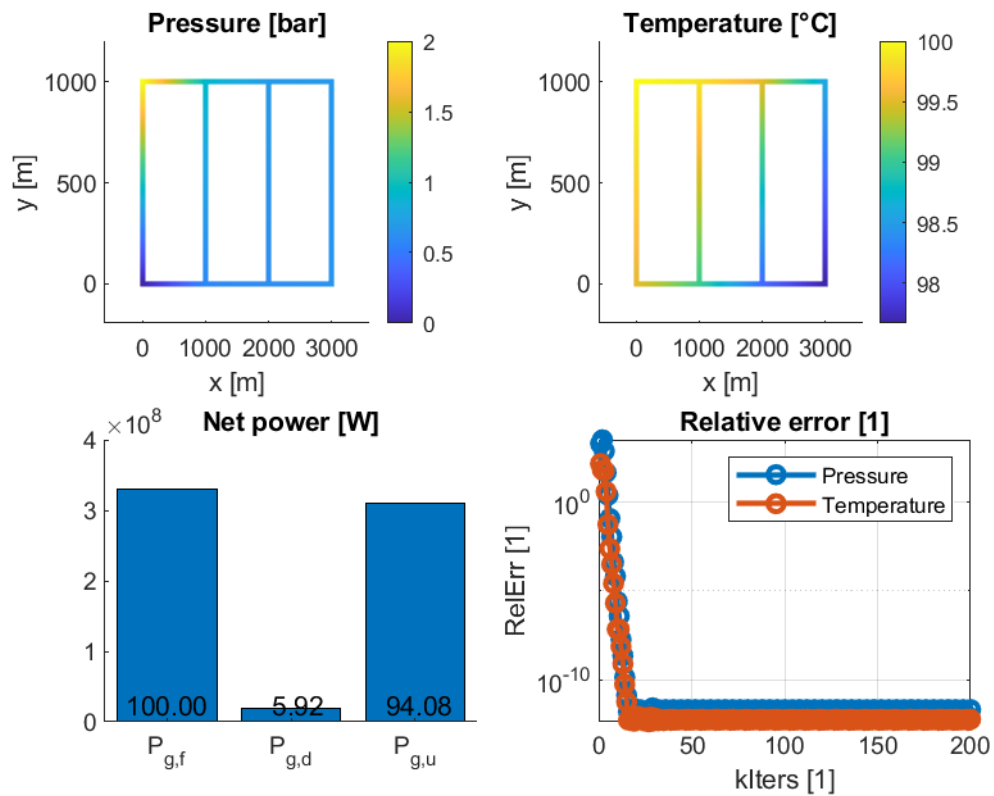 Pressure [bar]
y [m]
1000
500
0
0 1000 2000 3000
x [m]
2
1.5
1
0.5
0
Temperature [°C]
y [m]
1000
500
0
0 1000 2000 3000
x [m]
100
99.5
99
98.5
98
Net power [W]
×10^8
4
3
2
1
0
100.00 5.92 94.08
P_{g,f} P_{g,d} P_{g,u}
Relative error [1]
RelErr [1]
10^0
10^{-10}
Pressure
Temperature
0 50 100 150 200
kIters [1]